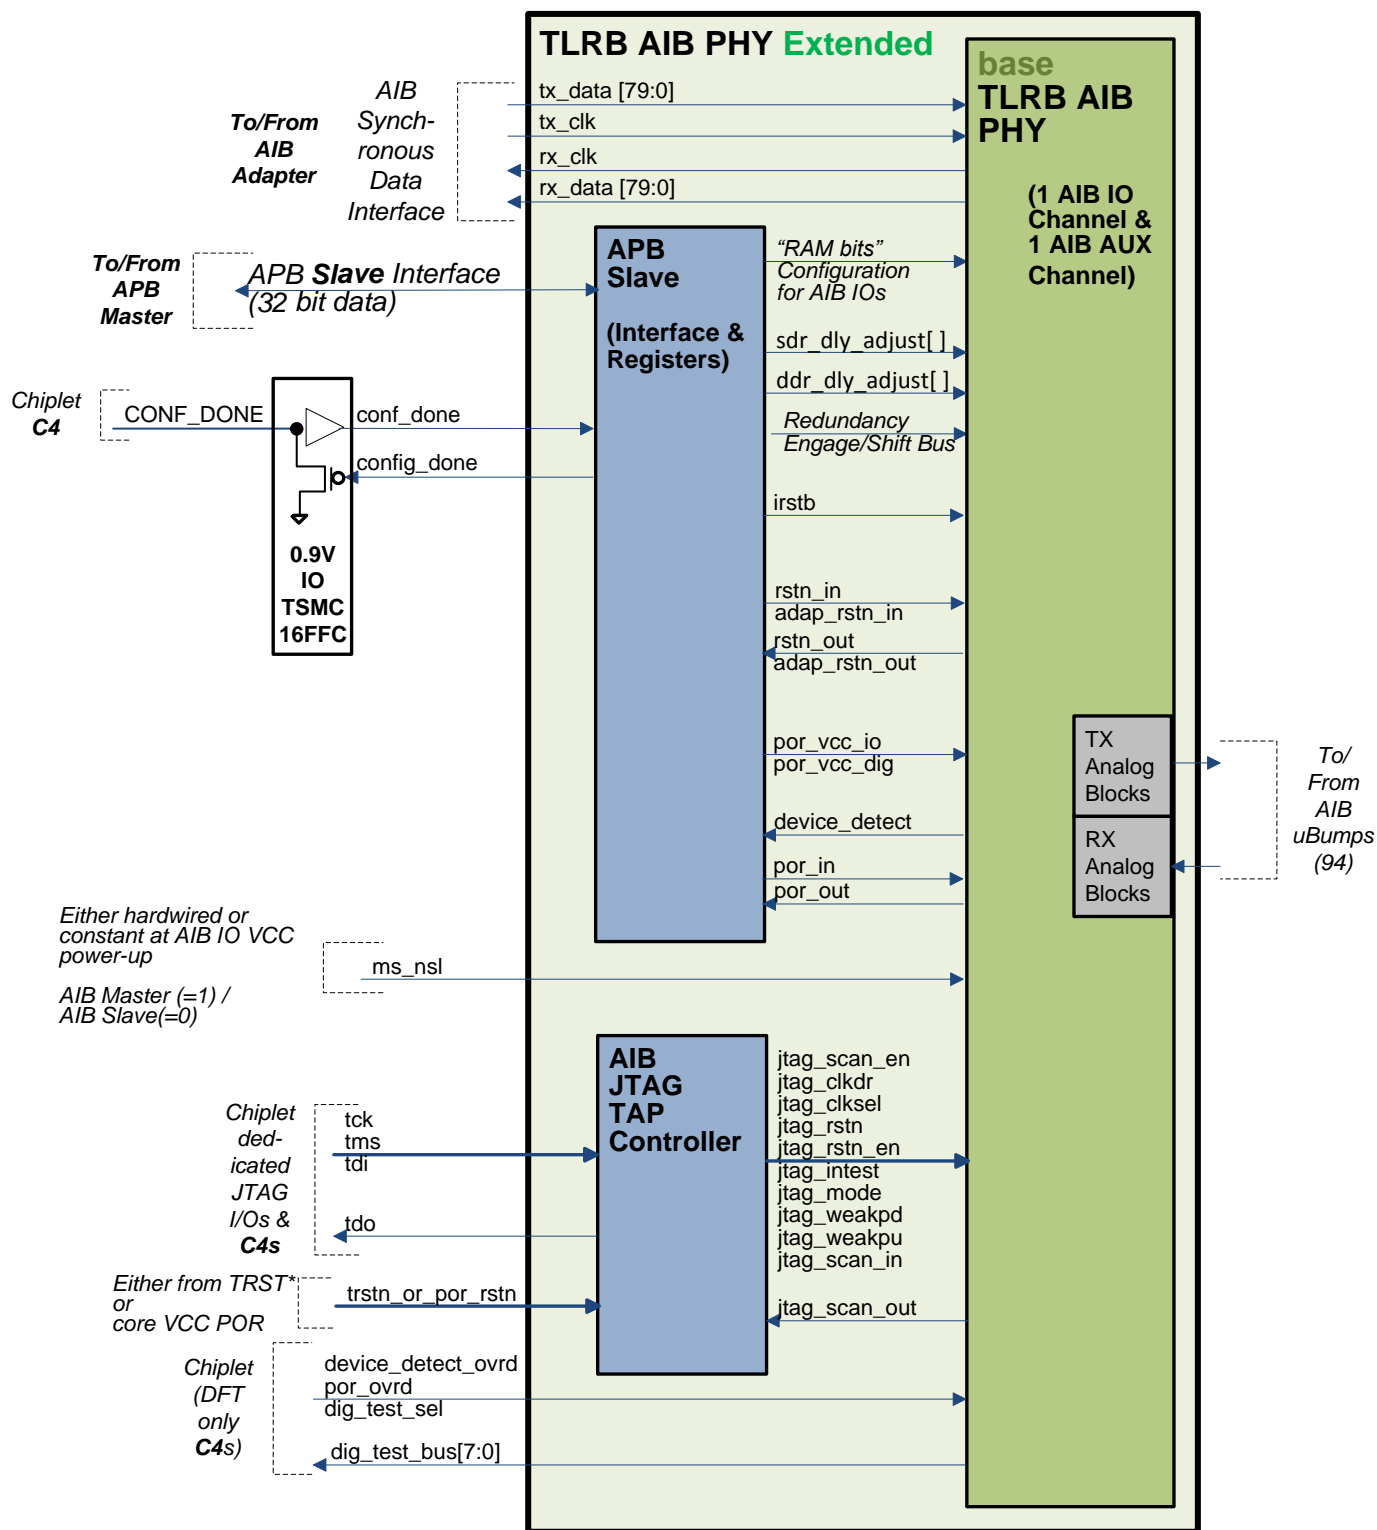 TLRB AIB PHY Extended
base
TLRB AIB
PHY
(1 AIB IO
Channel &
1 AIB AUX
Channel)
To/From
AIB
Adapter
AIB
Synch-
ronous
Data
Interface
tx_data [79:0]
tx_clk
rx_clk
rx_data [79:0]
To/From
APB
Master
APB Slave Interface
(32 bit data)
APB
Slave
(Interface &
Registers)
“RAM bits”
Configuration
for AIB IOs
sdr_dly_adjust[ ]
ddr_dly_adjust[ ]
Redundancy
Engage/Shift Bus
Chiplet
C4
CONF_DONE
conf_done
config_done
0.9V
IO
TSMC
16FFC
irstb
rstn_in
adap_rstn_in
rstn_out
adap_rstn_out
por_vcc_io
por_vcc_dig
device_detect
por_in
por_out
TX
Analog
Blocks
RX
Analog
Blocks
To/
From
AIB
uBumps
(94)
Either hardwired or
constant at AIB IO VCC
power-up
AIB Master (=1) /
AIB Slave(=0)
ms_nsl
AIB
JTAG
TAP
Controller
Chiplet
ded-
icated
JTAG
I/Os &
C4s
tck
tms
tdi
tdo
jtag_scan_en
jtag_clkdr
jtag_clksel
jtag_rstn
jtag_rstn_en
jtag_intest
jtag_mode
jtag_weakpd
jtag_weakpu
jtag_scan_in
jtag_scan_out
Either from TRST*
or
core VCC POR
trstn_or_por_rstn
Chiplet
(DFT
only
C4s)
device_detect_ovrd
por_ovrd
dig_test_sel
dig_test_bus[7:0]